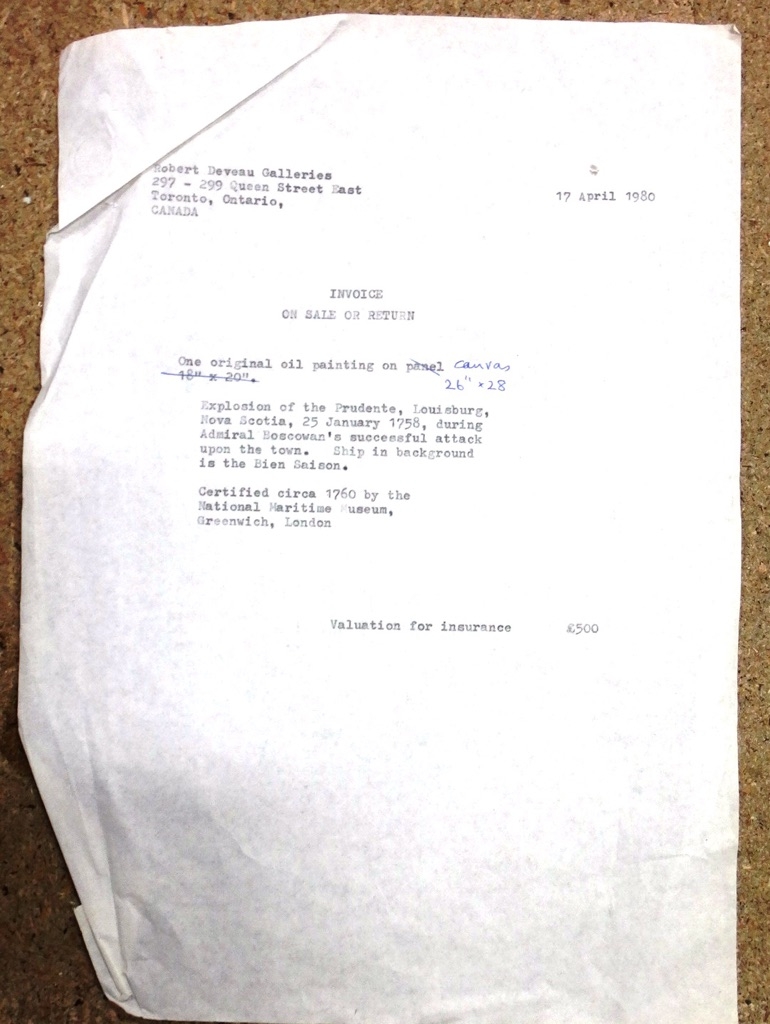 Robert Deveau Galleries
297 - 299 Queen Street East
Toronto, Ontario,
CANADA
17 April 1980
INVOICE
ON SALE OR RETURN
One original oil painting on panel canvas
18" x 20". 26" x 28
Explosion of the Prudente, Louisburg,
Nova Scotia, 25 January 1758, during
Admiral Boscowan's successful attack
upon the town. Ship in background
is the Bien Saison.
Certified circa 1760 by the
National Maritime Museum,
Greenwich, London
Valuation for insurance £500